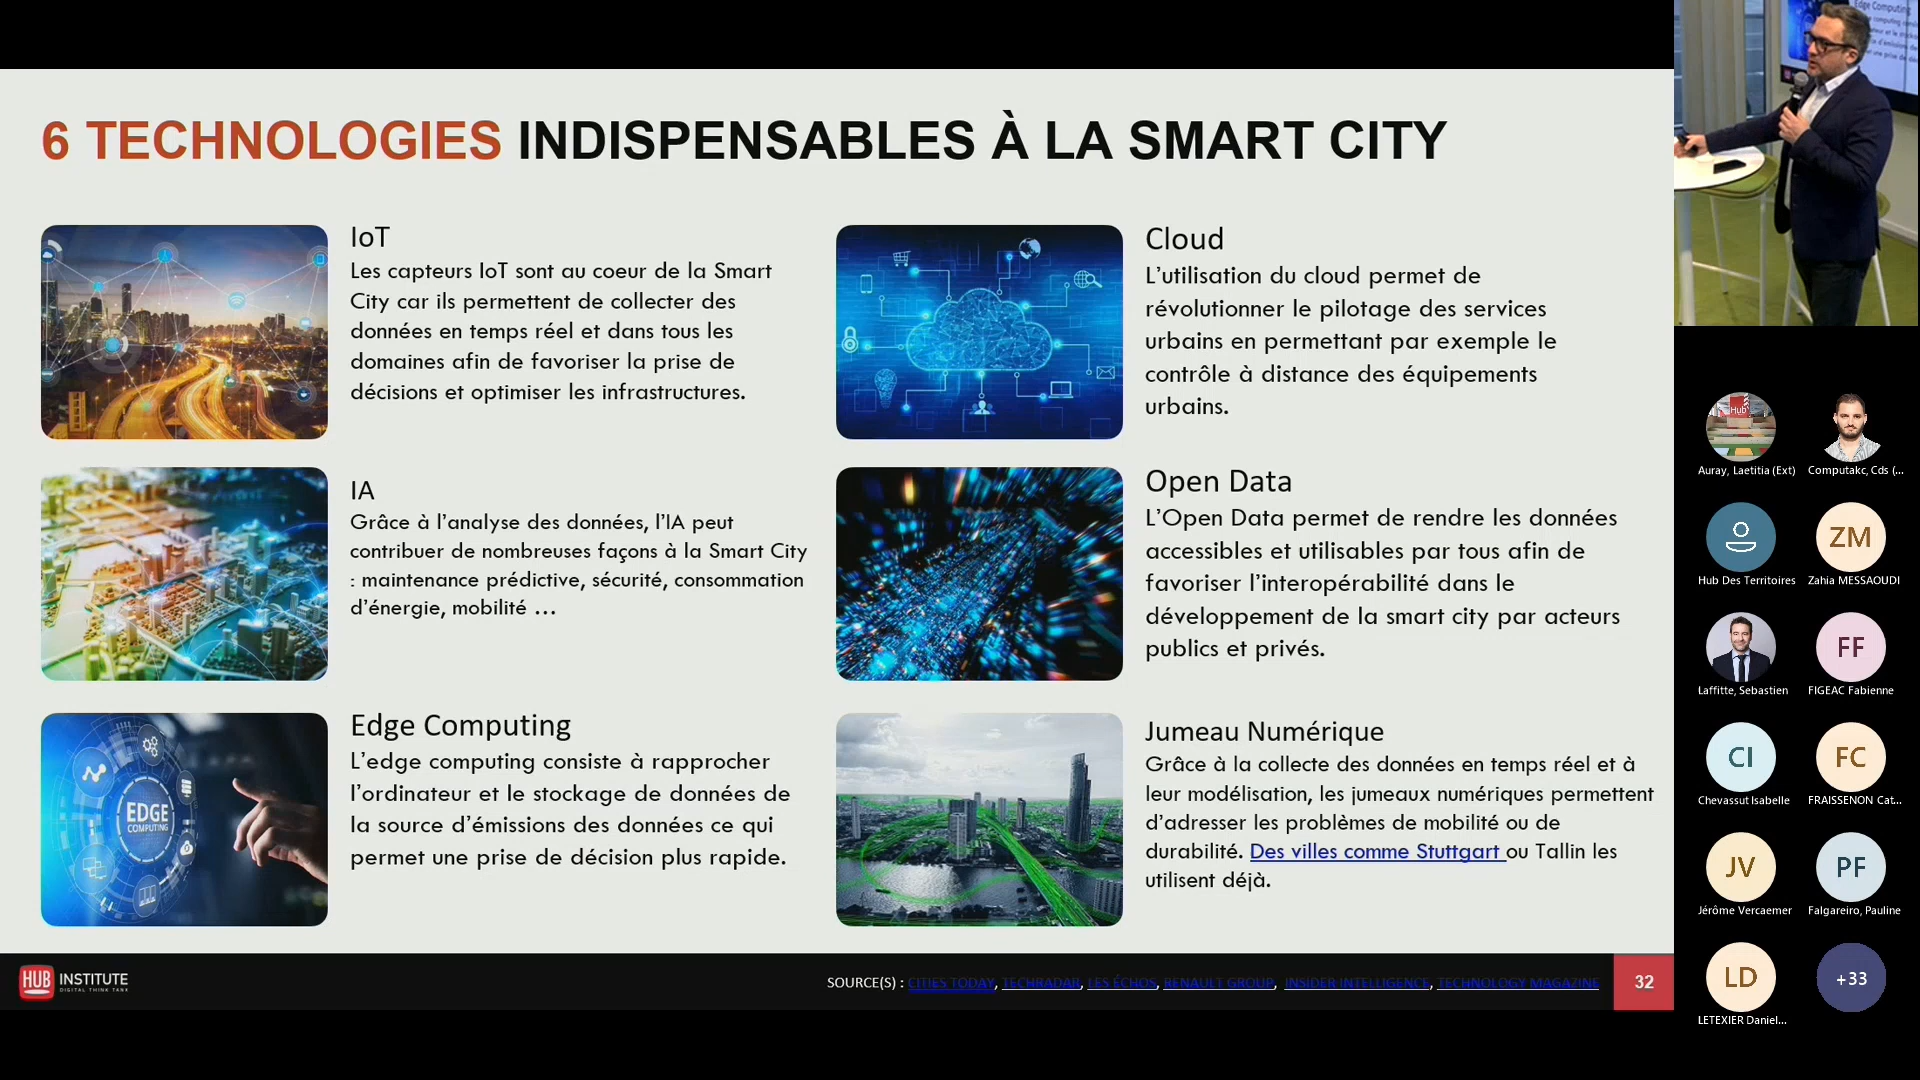 6 TECHNOLOGIES INDISPENSABLES À LA SMART CITY
IoT
Les capteurs IoT sont au coeur de la Smart
City car ils permettent de collecter des
données en temps réel et dans tous les
domaines afin de favoriser la prise de
décisions et optimiser les infrastructures.
Cloud
L’utilisation du cloud permet de
révolutionner le pilotage des services
urbains en permettant par exemple le
contrôle à distance des équipements
urbains.
IA
Grâce à l’analyse des données, l’IA peut
contribuer de nombreuses façons à la Smart City
: maintenance prédictive, sécurité, consommation
d’énergie, mobilité …
Open Data
L’Open Data permet de rendre les données
accessibles et utilisables par tous afin de
favoriser l’interopérabilité dans le
développement de la smart city par acteurs
publics et privés.
EDGE
COMPUTING
Edge Computing
L’edge computing consiste à rapprocher
l’ordinateur et le stockage de données de
la source d’émissions des données ce qui
permet une prise de décision plus rapide.
Jumeau Numérique
Grâce à la collecte des données en temps réel et à
leur modélisation, les jumeaux numériques permettent
d’adresser les problèmes de mobilité ou de
durabilité. Des villes comme Stuttgart ou Tallin les
utilisent déjà.
HUB INSTITUTE
DIGITAL THINK TANK
SOURCE(S) : CITIES TODAY, TECHRADAR, LES ÉCHOS, RENAULT GROUP, INSIDER INTELLIGENCE, TECHNOLOGY MAGAZINE
32
Edge Computing
Hub
Auray, Laetitia (Ext)
Computakc, Cds (...
Hub Des Territoires
ZM
Zahia MESSAOUDI
Laffitte, Sebastien
FF
FIGEAC Fabienne
CI
Chevassut Isabelle
FC
FRAISSENON Cat...
JV
Jérôme Vercaemer
PF
Falgareiro, Pauline
LD
LETEXIER Daniel...
+33